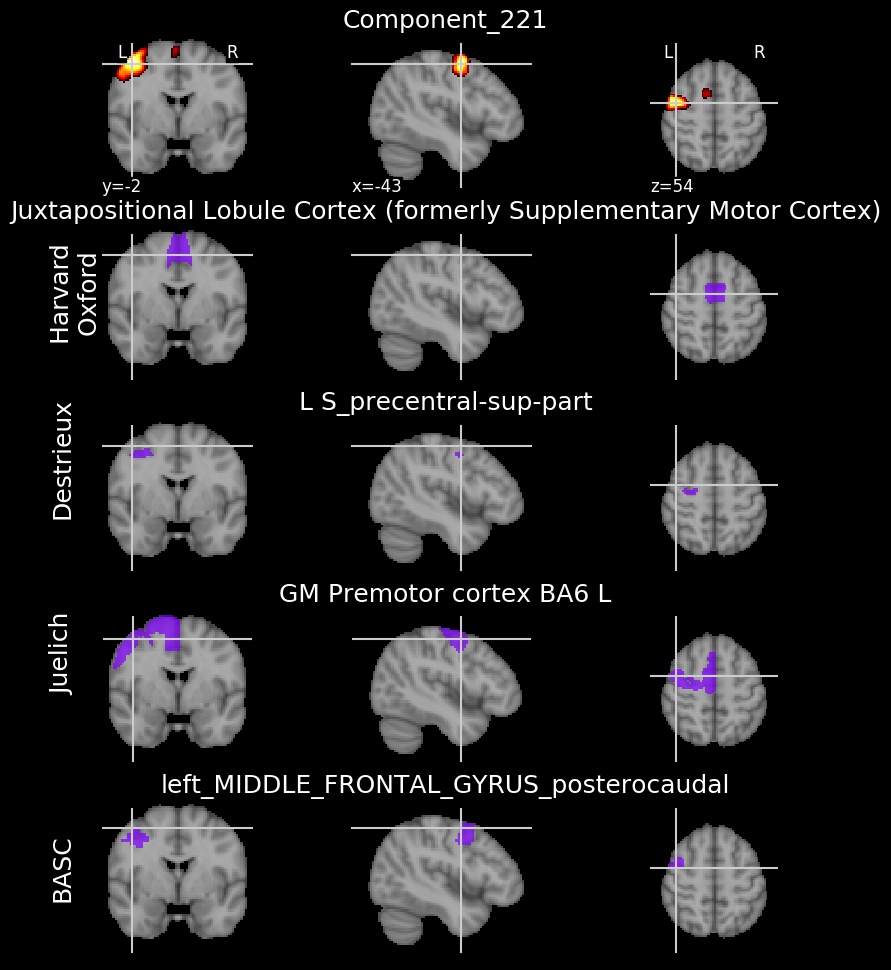 Component_221
L R
L R
y=-2 x=-43 z=54
Juxtapositional Lobule Cortex (formerly Supplementary Motor Cortex)
Harvard
Oxford
L S_precentral-sup-part
Destrieux
GM Premotor cortex BA6 L
Juelich
left_MIDDLE_FRONTAL_GYRUS_posterocaudal
BASC